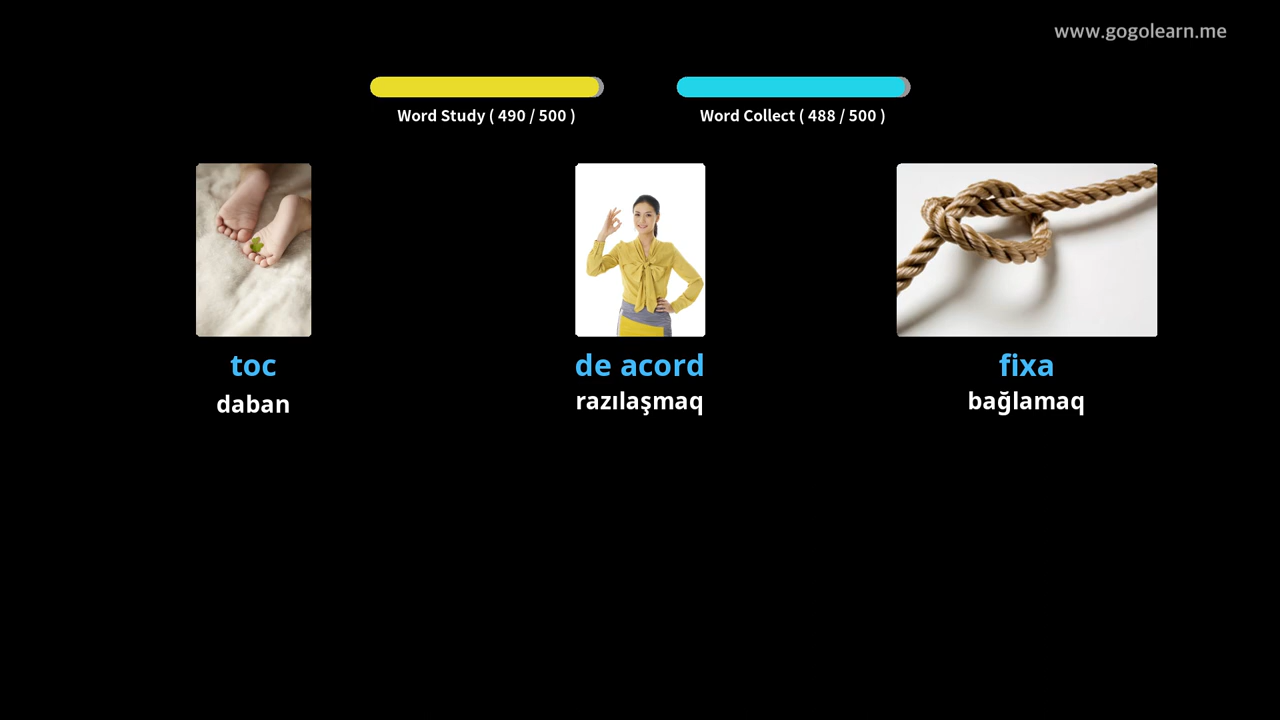 www.gogolearn.me
Word Study ( 490 / 500 )
Word Collect ( 488 / 500 )
toc
daban
de acord
razılaşmaq
fixa
bağlamaq